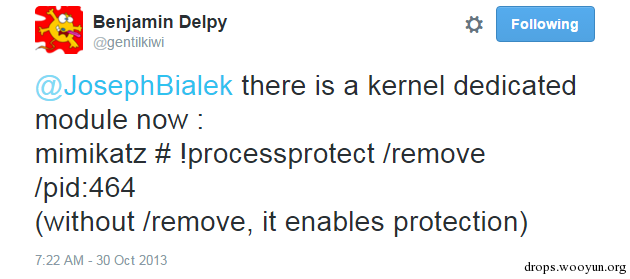 Benjamin Delpy
@gentilkiwi
Following
@JosephBialek there is a kernel dedicated
module now :
mimikatz # !processprotect /remove
/pid:464
(without /remove, it enables protection)
7:22 AM - 30 Oct 2013
drops.wooyun.org